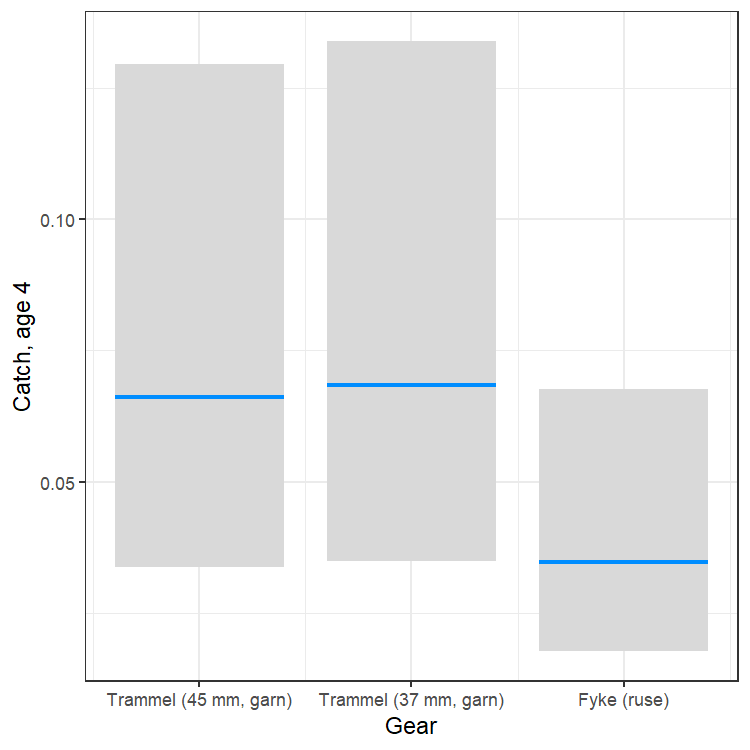 Catch, age 4
0.10
0.05
Trammel (45 mm, garn)
Trammel (37 mm, garn)
Fyke (ruse)
Gear